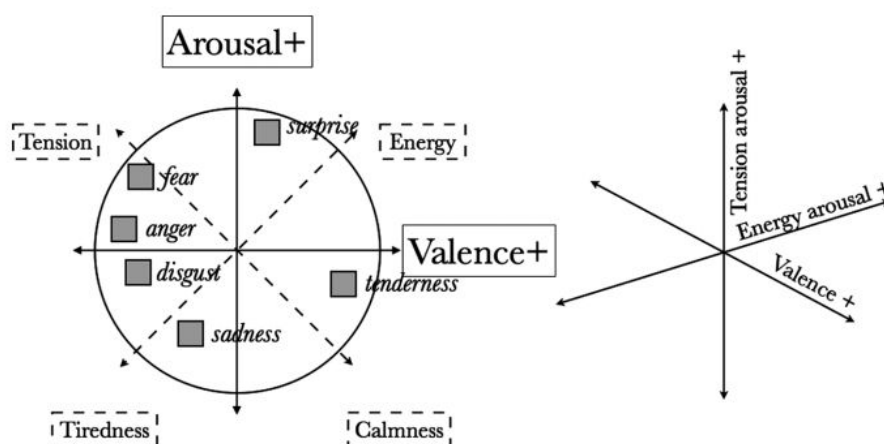 Arousal+
Tension
surprise
Energy
fear
anger
Valence+
disgust
tenderness
sadness
Tiredness
Calmness
Tension arousal +
Energy arousal +
Valence +